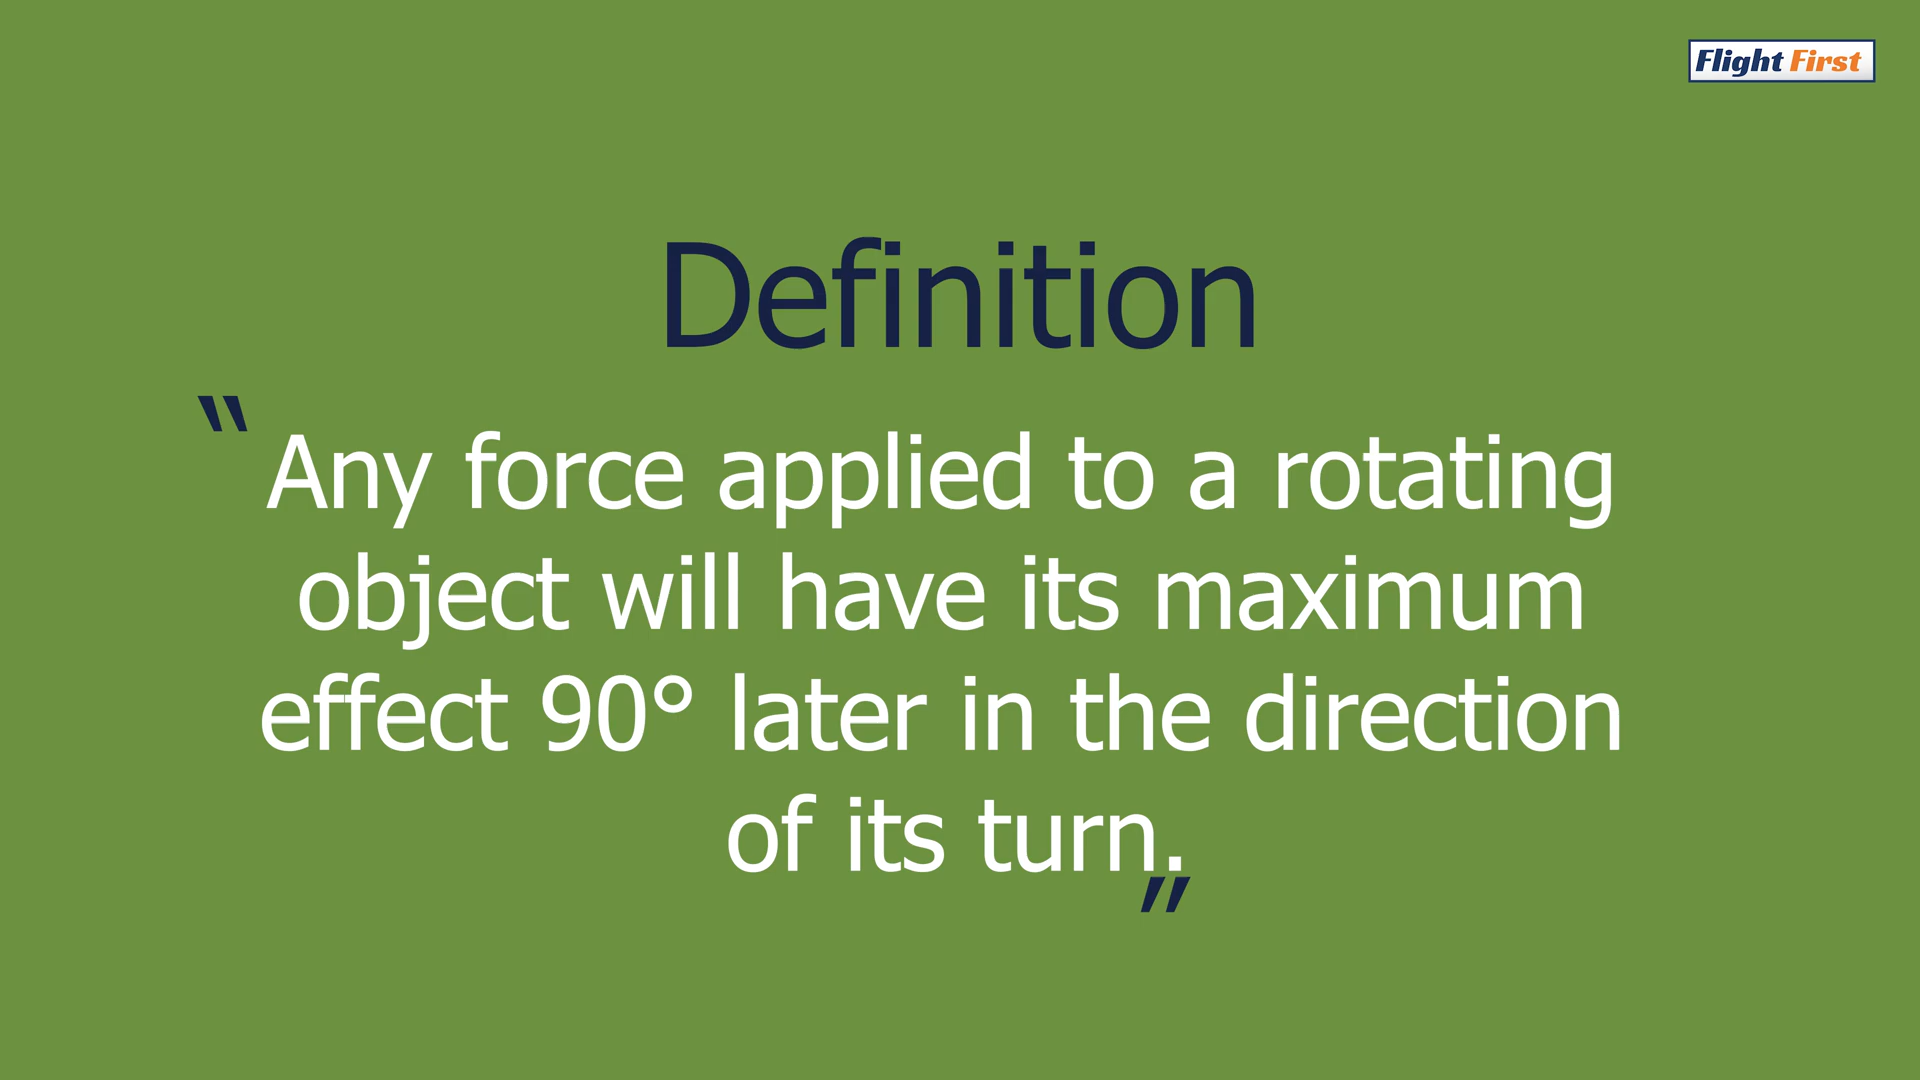 Flight First
Definition
“Any force applied to a rotating
object will have its maximum
effect 90° later in the direction
of its turn.”